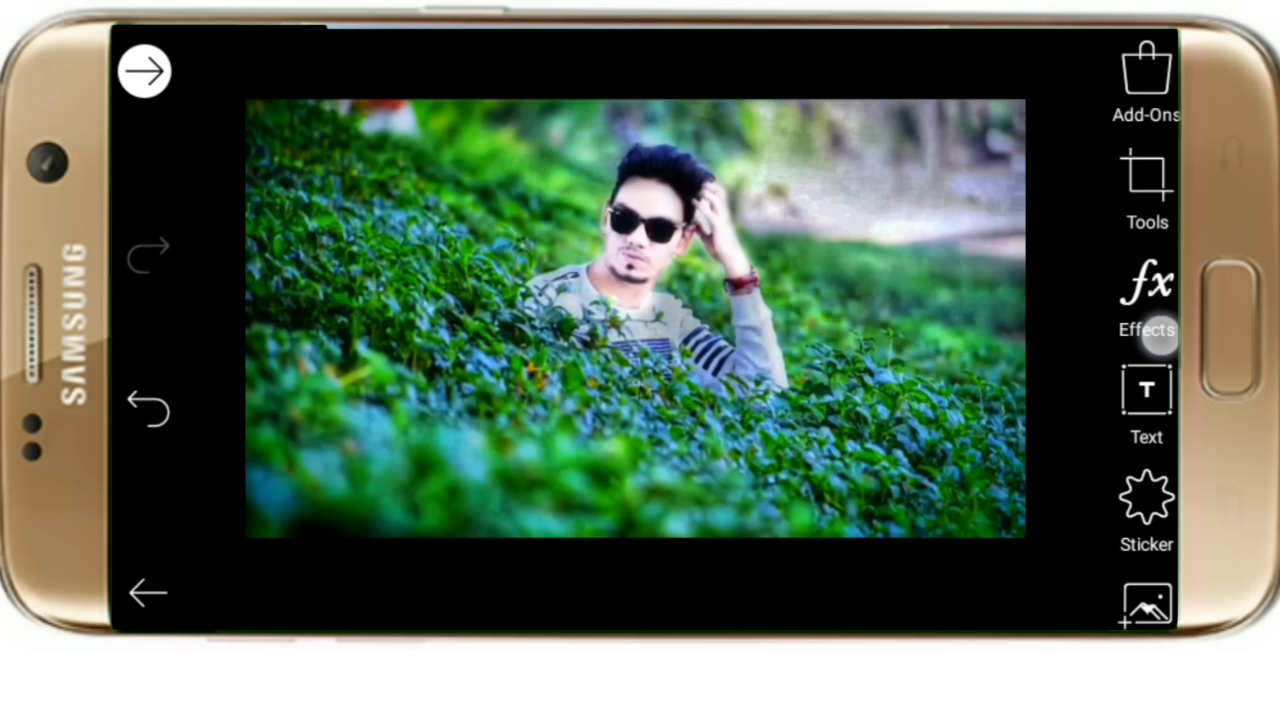 SAMSUNG
Add-Ons
Tools
fx
Effects
T
Text
Sticker